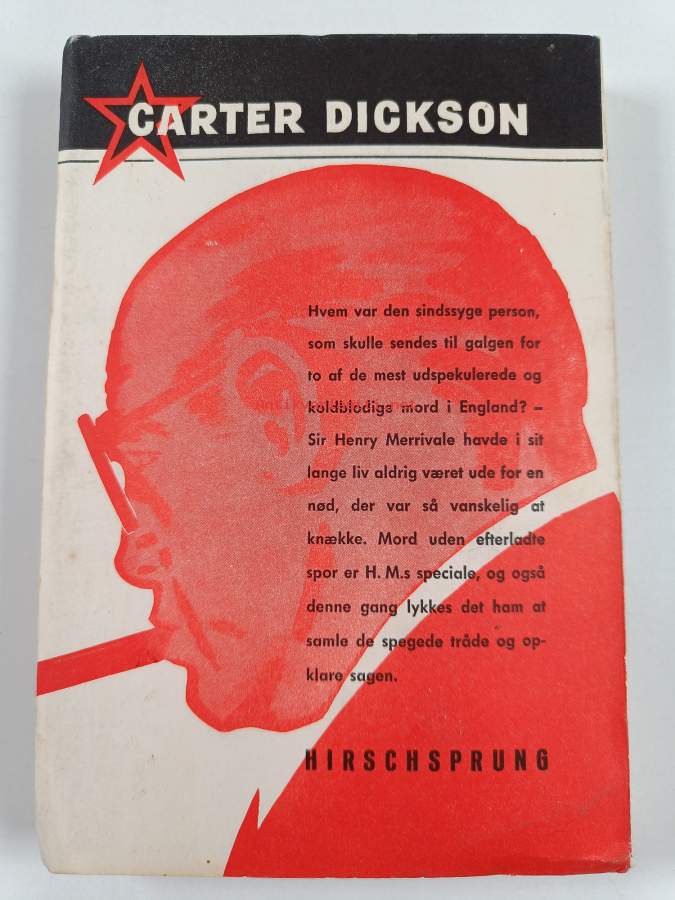 CARTER DICKSON
Hvem var den sindssyge person,
som skulle sendes til galgen for
to af de mest udspekulerede og
koldblodige mord i England? –
Sir Henry Merrivale havde i sit
lange liv aldrig været ude for en
nød, der var så vanskelig at
knække. Mord uden efterladte
spor er H. M.s speciale, og også
denne gang lykkes det ham at
samle de spegede tråde og op-
klare sagen.
HIRSCHSPRUNG